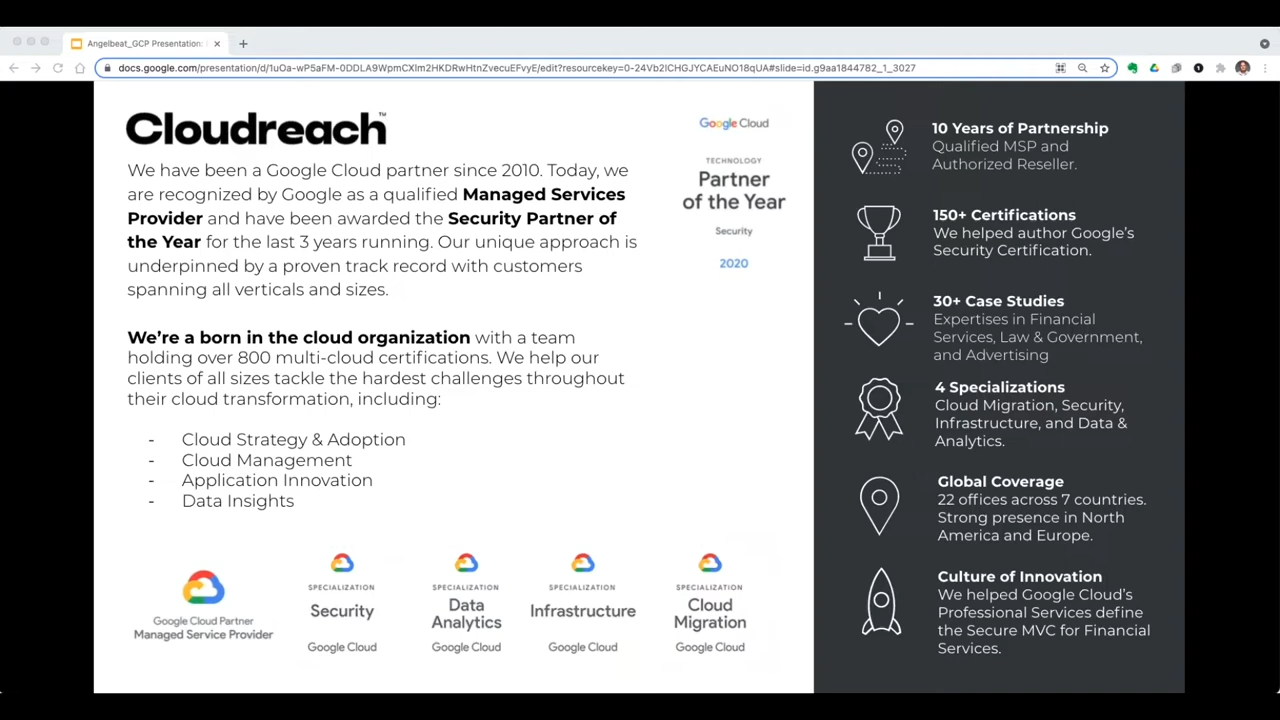 Angelbeat_GCP Presentation:
docs.google.com/presentation/d/1uOa-wP5aFM-0DDLA9WpmCXlm2HKDRwHtnZvecuEFvyE/edit?resourcekey=0-24Vb2ICHGJYCAEuNO18qUA#slide=id.g9aa1844782_1_3027
Cloudreach™
We have been a Google Cloud partner since 2010. Today, we
are recognized by Google as a qualified Managed Services
Provider and have been awarded the Security Partner of
the Year for the last 3 years running. Our unique approach is
underpinned by a proven track record with customers
spanning all verticals and sizes.
We're a born in the cloud organization with a team
holding over 800 multi-cloud certifications. We help our
clients of all sizes tackle the hardest challenges throughout
their cloud transformation, including:
- Cloud Strategy & Adoption
- Cloud Management
- Application Innovation
- Data Insights
Google Cloud
TECHNOLOGY
Partner
of the Year
Security
2020
Google Cloud Partner
Managed Service Provider
SPECIALIZATION
Security
Google Cloud
SPECIALIZATION
Data
Analytics
Google Cloud
SPECIALIZATION
Infrastructure
Google Cloud
SPECIALIZATION
Cloud
Migration
Google Cloud
10 Years of Partnership
Qualified MSP and
Authorized Reseller.
150+ Certifications
We helped author Google's
Security Certification.
30+ Case Studies
Expertises in Financial
Services, Law & Government,
and Advertising
4 Specializations
Cloud Migration, Security,
Infrastructure, and Data &
Analytics.
Global Coverage
22 offices across 7 countries.
Strong presence in North
America and Europe.
Culture of Innovation
We helped Google Cloud's
Professional Services define
the Secure MVC for Financial
Services.